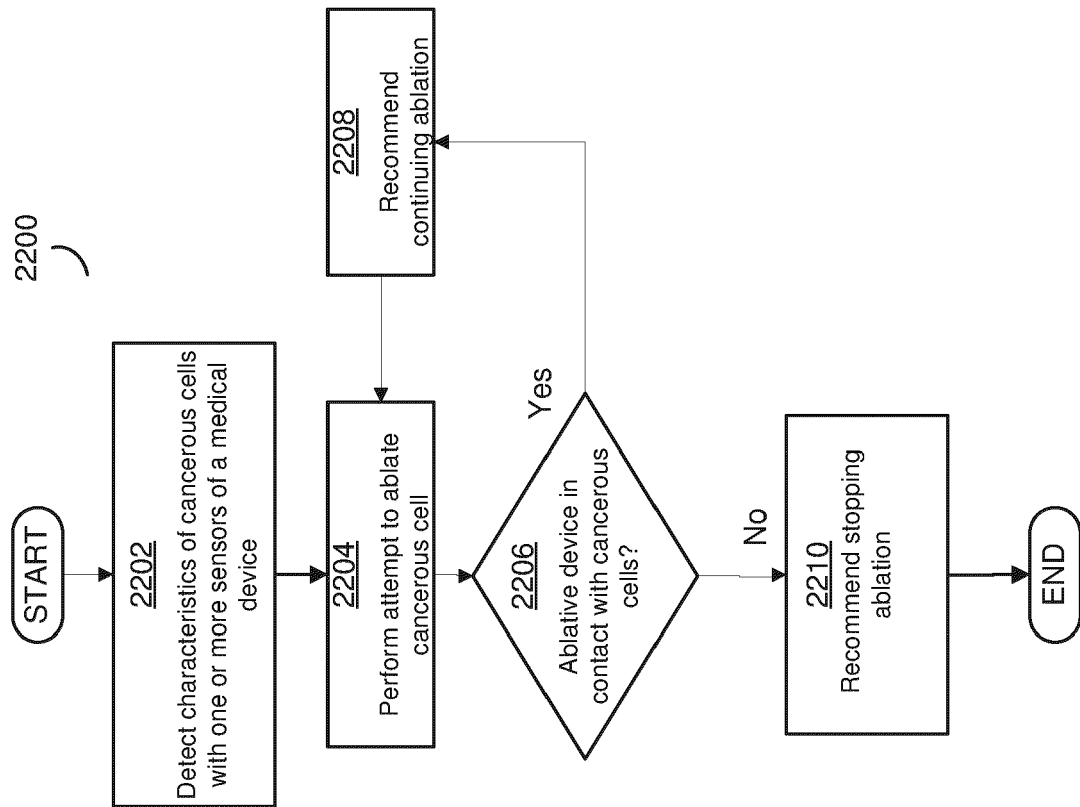 2200
START
2202
Detect characteristics of cancerous cells
with one or more sensors of a medical
device
2204
Perform attempt to ablate
cancerous cell
2206
Ablative device in
contact with cancerous
cells?
Yes
2208
Recommend
continuing ablation
No
2210
Recommend stopping
ablation
END